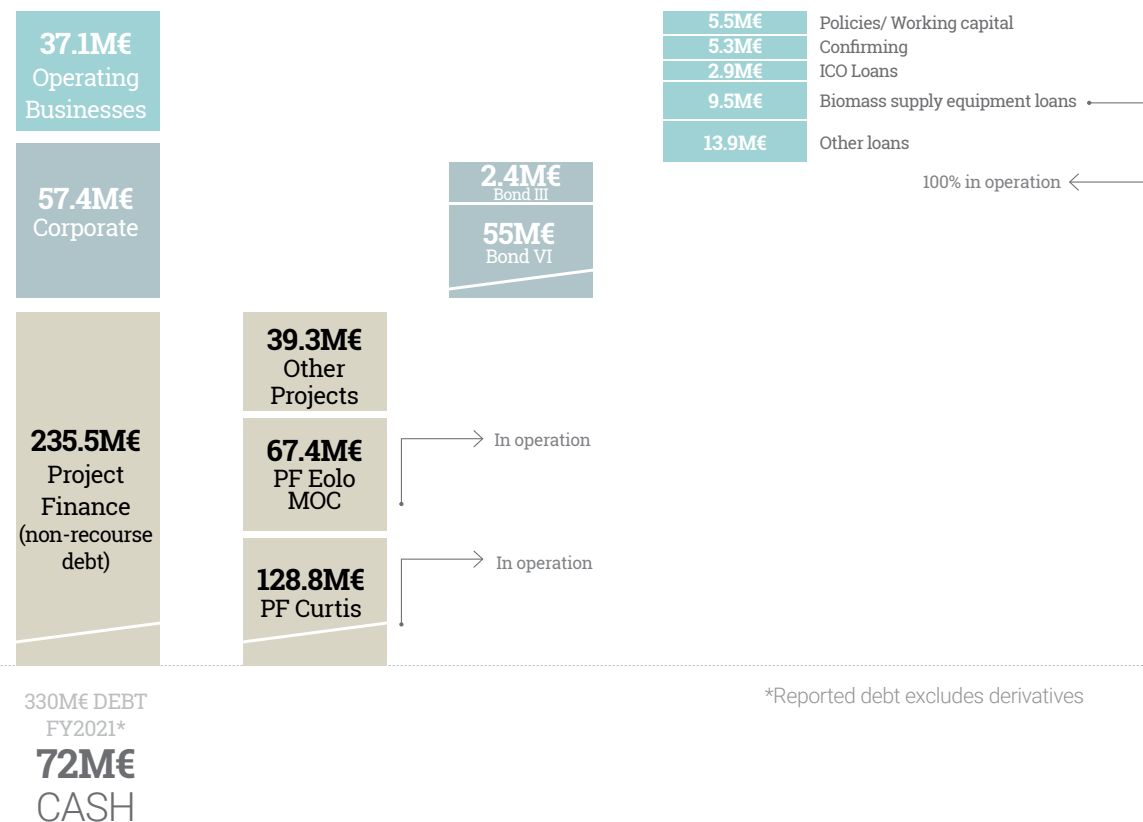 37.1M€
Operating
Businesses
57.4M€
Corporate
235.5M€
Project
Finance
(non-recourse
debt)
39.3M€
Other
Projects
67.4M€
PF Eolo
MOC
128.8M€
PF Curtis
In operation
In operation
2.4M€
Bond III
55M€
Bond VI
5.5M€ Policies/ Working capital
5.3M€ Confirming
2.9M€ ICO Loans
9.5M€ Biomass supply equipment loans
13.9M€ Other loans
100% in operation
330M€ DEBT
FY2021*
72M€
CASH
*Reported debt excludes derivatives